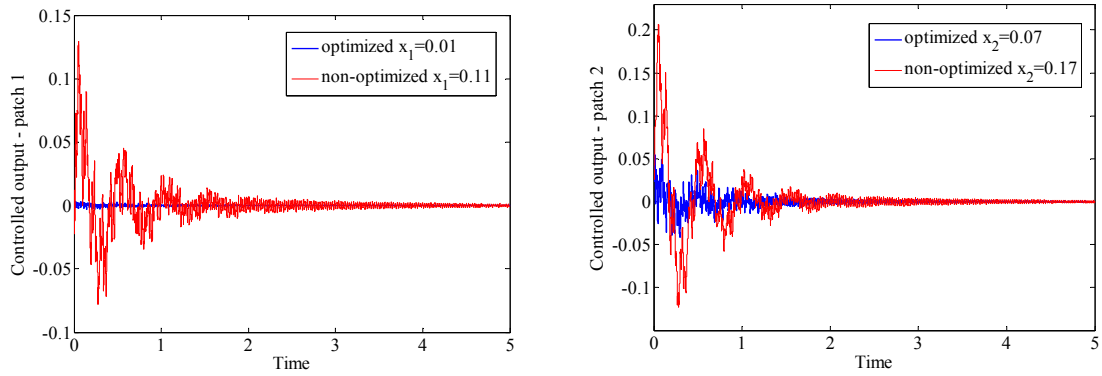 0.15
0.1
0.05
0
-0.05
-0.1
Controlled output - patch 1
optimized x1=0.01
non-optimized x1=0.11
0 1 2 3 4 5
Time
0.2
0.15
0.1
0.05
0
-0.05
-0.1
Controlled output - patch 2
optimized x2=0.07
non-optimized x2=0.17
0 1 2 3 4 5
Time